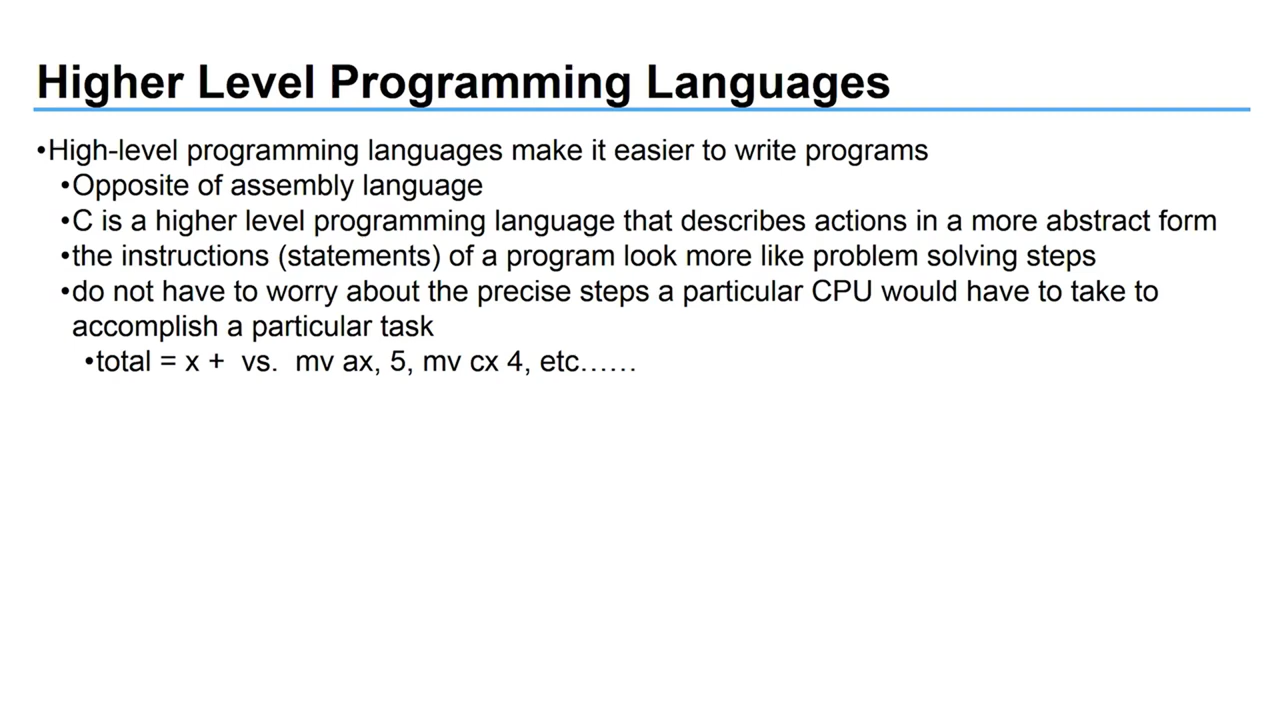 Higher Level Programming Languages
•High-level programming languages make it easier to write programs
•Opposite of assembly language
•C is a higher level programming language that describes actions in a more abstract form
•the instructions (statements) of a program look more like problem solving steps
•do not have to worry about the precise steps a particular CPU would have to take to
accomplish a particular task
•total = x +  vs.  mv ax, 5, mv cx 4, etc……